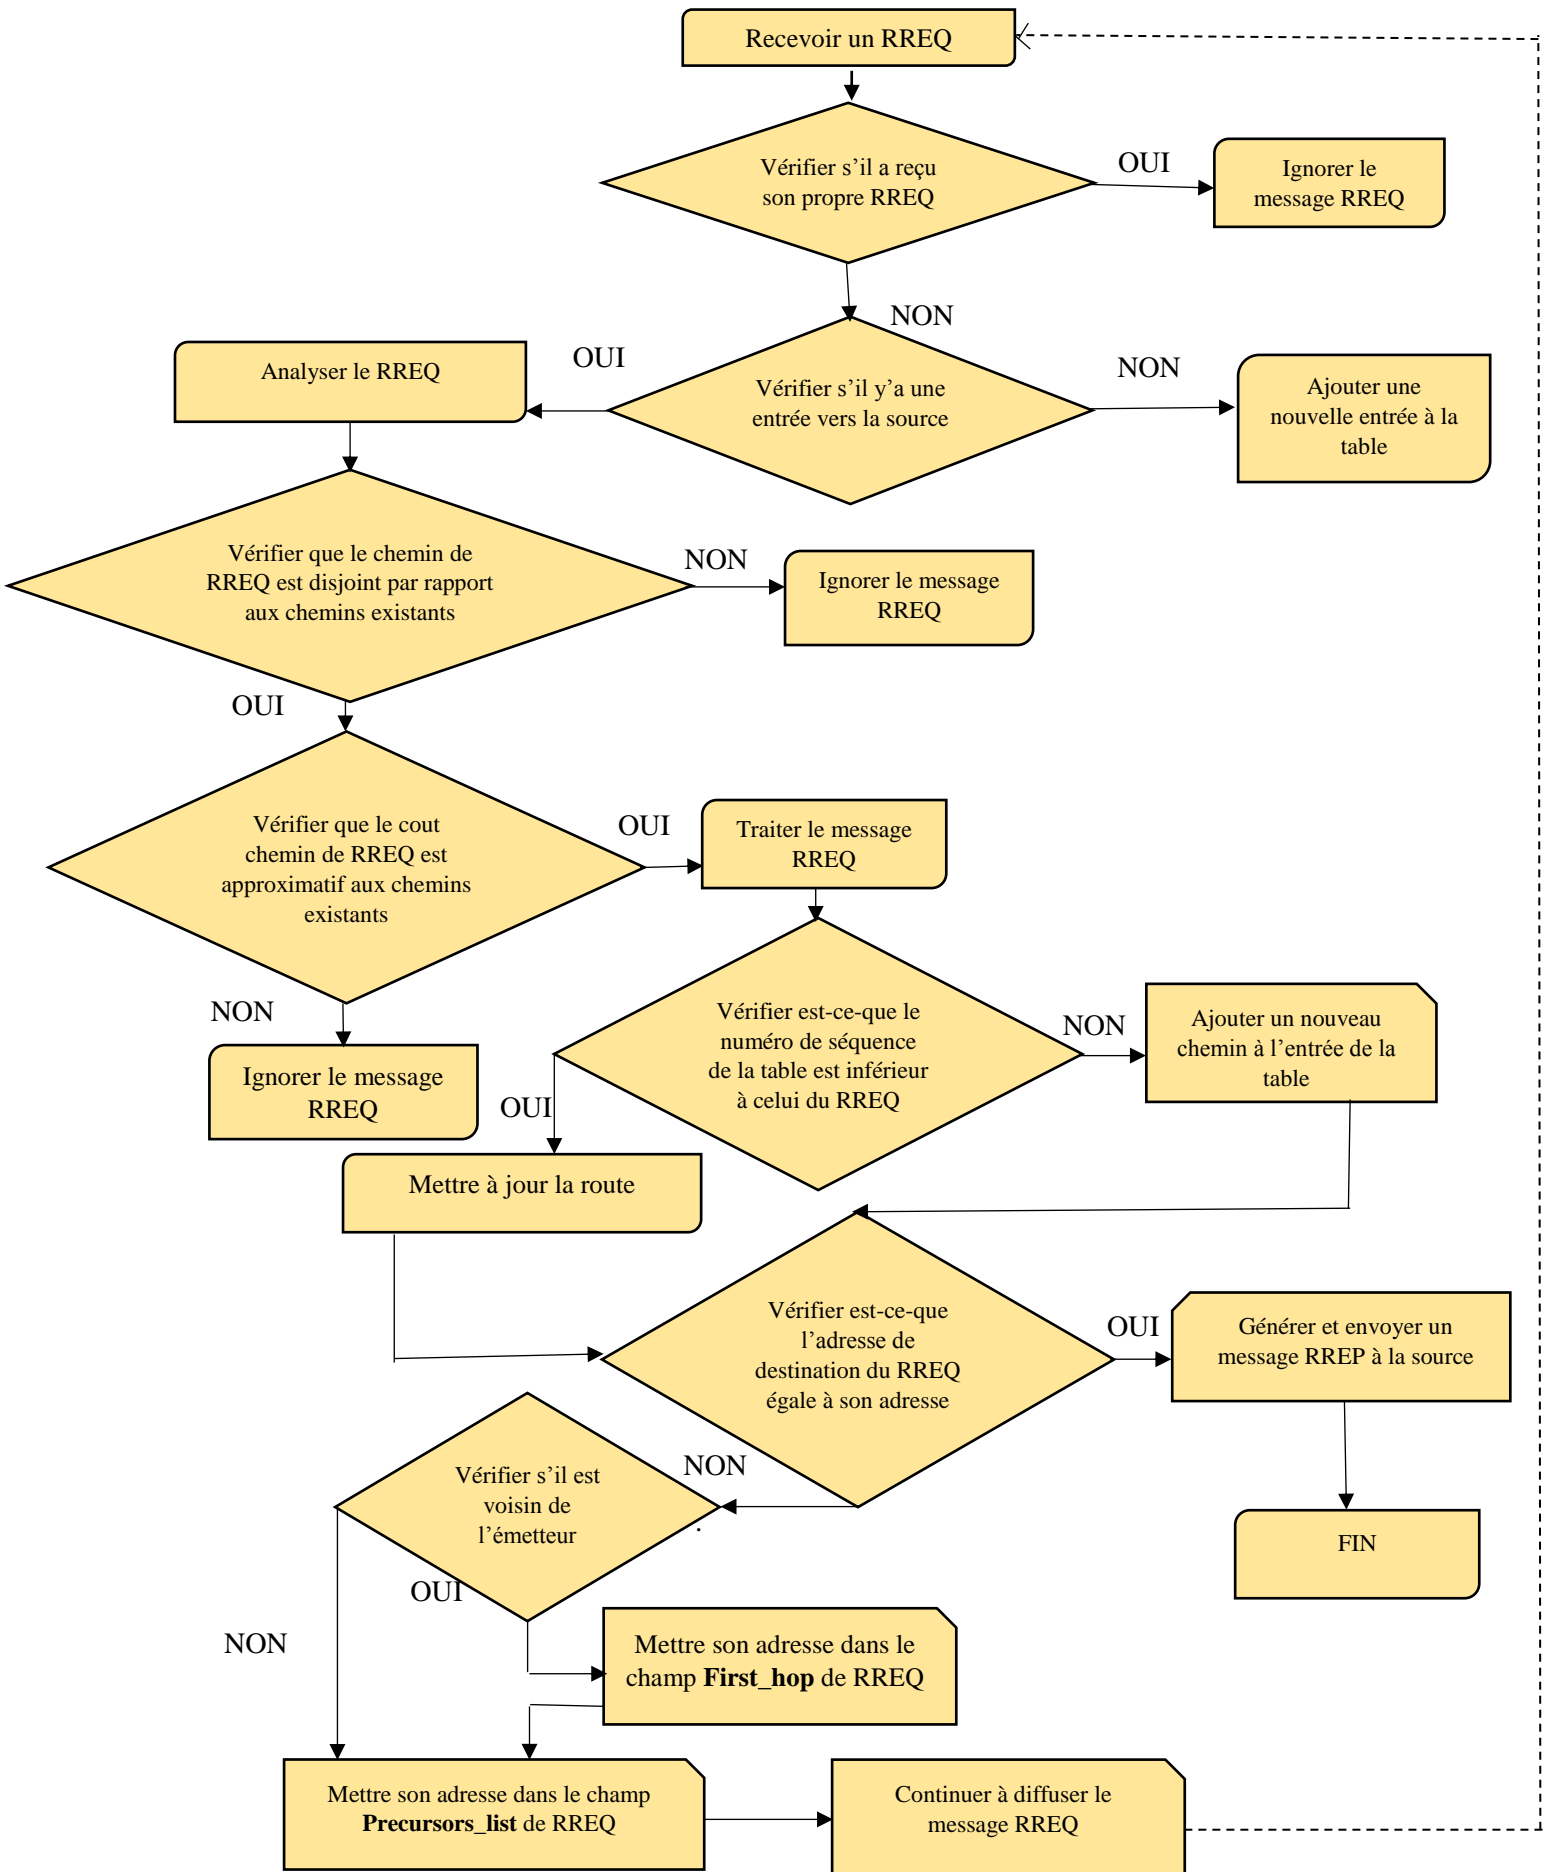 Recevoir un RREQ
Vérifier s’il a reçu
son propre RREQ
OUI
Ignorer le
message RREQ
NON
Vérifier s’il y’a une
entrée vers la source
OUI
Analyser le RREQ
NON
Ajouter une
nouvelle entrée à la
table
Vérifier que le chemin de
RREQ est disjoint par rapport
aux chemins existants
NON
Ignorer le message
RREQ
OUI
Vérifier que le cout
chemin de RREQ est
approximatif aux chemins
existants
OUI
Traiter le message
RREQ
NON
Ignorer le message
RREQ
Vérifier est-ce-que le
numéro de séquence
de la table est inférieur
à celui du RREQ
NON
Ajouter un nouveau
chemin à l’entrée de la
table
OUI
Mettre à jour la route
Vérifier est-ce-que
l’adresse de
destination du RREQ
égale à son adresse
OUI
Générer et envoyer un
message RREP à la source
FIN
NON
Vérifier s’il est
voisin de
l’émetteur
.
OUI
Mettre son adresse dans le
champ First_hop de RREQ
NON
Mettre son adresse dans le champ
Precursors_list de RREQ
Continuer à diffuser le
message RREQ